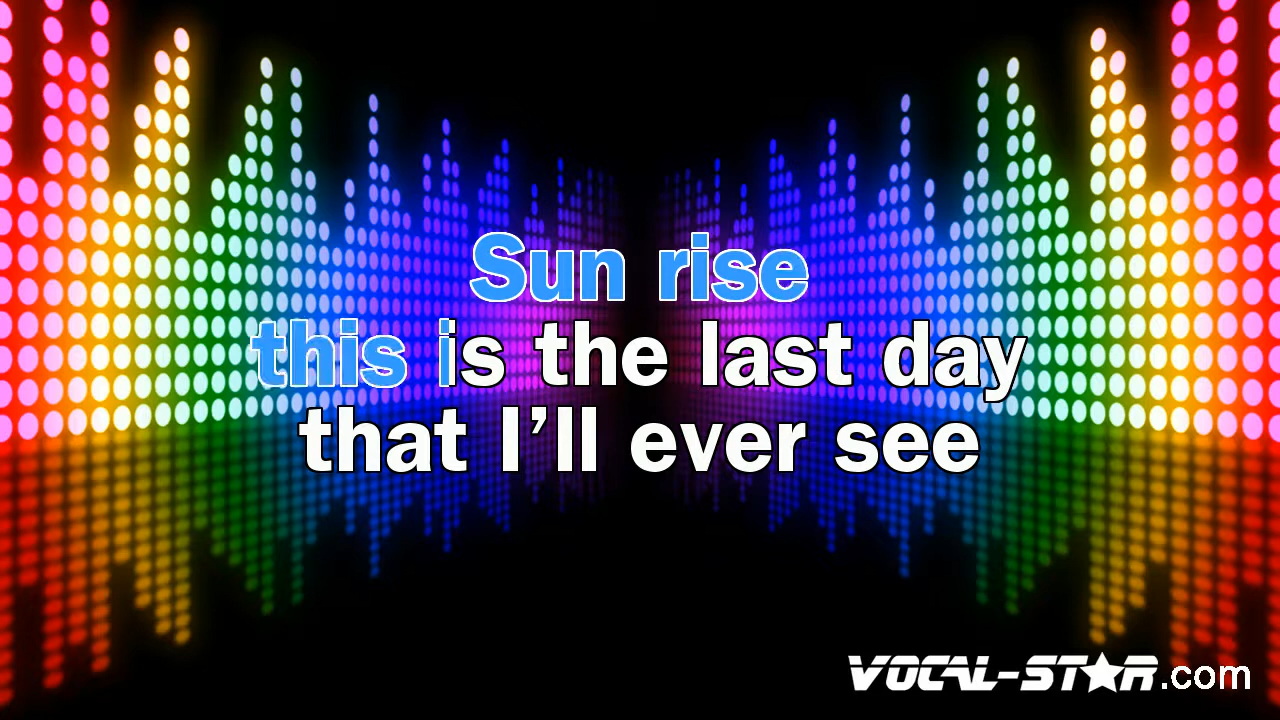 Sun rise
this is the last day
that I’ll ever see
VOCAL-STAR.com